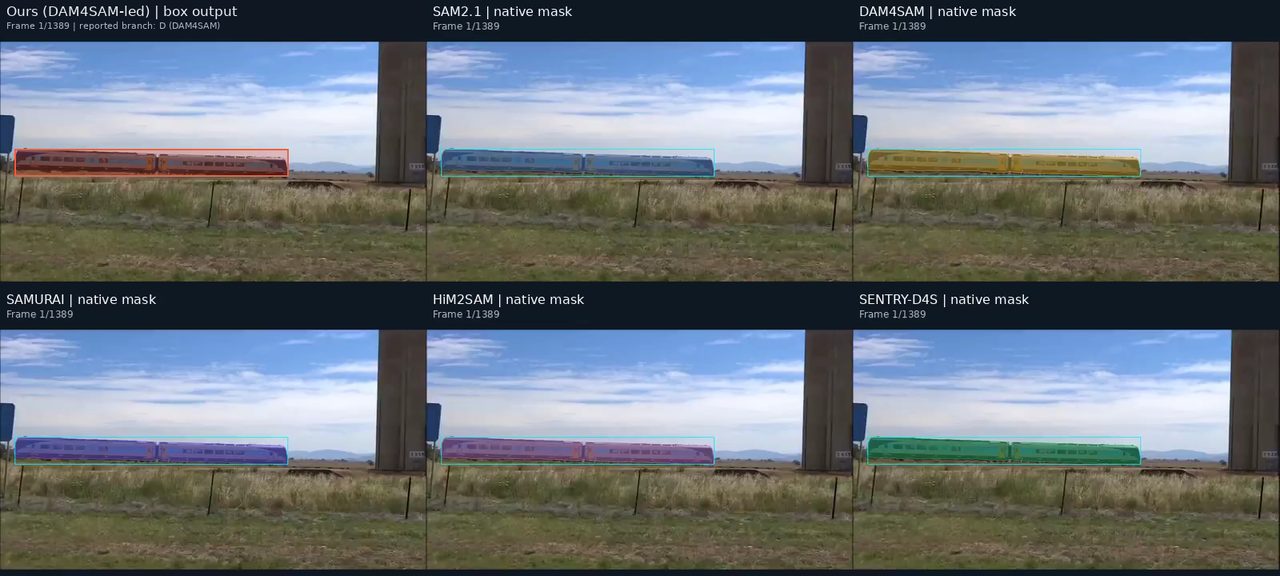 Ours (DAM4SAM-led) | box output
Frame 1/1389 | reported branch: D (DAM4SAM)
SAM2.1 | native mask
Frame 1/1389
DAM4SAM | native mask
Frame 1/1389
SAMURAI | native mask
Frame 1/1389
HiM2SAM | native mask
Frame 1/1389
SENTRY-D4S | native mask
Frame 1/1389